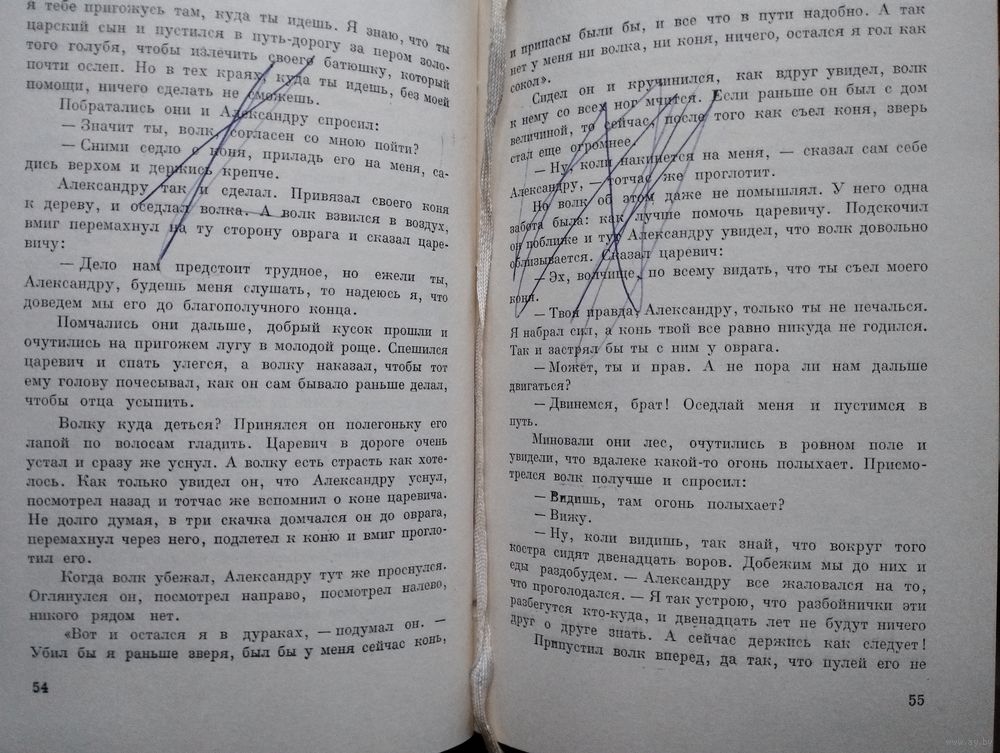 я тебе пригожусь там, куда ты идешь. Я знаю, что ты
царский сын и пустился в путь-дорогу за пером золо-
того голубя, чтобы излечить своего батюшку, который
почти ослеп. Но в тех краях, куда ты идешь, без моей
помощи, ничего сделать не сможешь.
Побратались они и Александру спросил:
— Значит ты, волк, согласен со мною пойти?
— Сними седло с коня, приладь его на меня, са-
дись верхом и держись крепче.
Александру так и сделал. Привязал своего коня
к дереву, и оседлал волка. А волк взвился в воздух,
вмиг перемахнул на ту сторону оврага и сказал царе-
вичу:
— Дело нам предстоит трудное, но ежели ты,
Александру, будешь меня слушать, то надеюсь я, что
доведем мы его до благополучного конца.
Помчались они дальше, добрый кусок прошли и
очутились на пригожем лугу в молодой роще. Спешился
царевич и спать улегся, а волку наказал, чтобы тот
ему голову почесывал, как он сам бывало раньше делал,
чтобы отца усыпить.
Волку куда деться? Принялся он полегоньку его
лапой по волосам гладить. Царевич в дороге очень
устал и сразу же уснул. А волку есть страсть как хоте-
лось. Как только увидел он, что Александру уснул,
посмотрел назад и тотчас же вспомнил о коне царевича.
Не долго думая, в три скачка домчался он до оврага,
перемахнул через него, подлетел к коню и вмиг прогло-
тил его.
Когда волк убежал, Александру тут же проснулся.
Оглянулся он, посмотрел направо, посмотрел налево,
никого рядом нет.
«Вот и остался я в дураках, — подумал он. —
Убил бы я раньше зверя, был бы у меня сейчас конь,
54
и припасы были бы, и все что в пути надобно. А так
нет у меня ни волка, ни коня, ничего, остался я гол как
сокол».
Сидел он и кручинился, как вдруг увидел, волк
к нему со всех ног мчится. Если раньше он был с дом
величиной, то сейчас, после того как съел коня, зверь
стал еще огромнее.
— Ну, коли накинется на меня, — сказал сам себе
Александру, — тотчас же проглотит.
Но волк об этом даже не помышлял. У него одна
забота была: как лучше помочь царевичу. Подскочил
он поближе и тут Александру увидел, что волк довольно
облизывается. Сказал царевич:
— Эх, волчище, по всему видать, что ты съел моего
коня.
— Твоя правда, Александру, только ты не печалься.
Я набрал сил, а конь твой все равно никуда не годился.
Так и застрял бы ты с ним у оврага.
— Может, ты и прав. А не пора ли нам дальше
двигаться?
— Двинемся, брат! Оседлай меня и пустимся в
путь.
Миновали они лес, очутились в ровном поле и
увидели, что вдалеке какой-то огонь полыхает. Присмо-
трелся волк получше и спросил:
— Видишь, там огонь полыхает?
— Вижу.
— Ну, коли видишь, так знай, что вокруг того
костра сидят двенадцать воров. Добежим мы до них и
еды раздобудем. — Александру все жаловался на то,
что проголодался. — Я так устрою, что разбойнички эти
разбегутся кто-куда, и двенадцать лет не будут ничего
друг о друге знать. А сейчас держись как следует!
Припустил волк вперед, да так, что пулей его не
55
www.ay.by